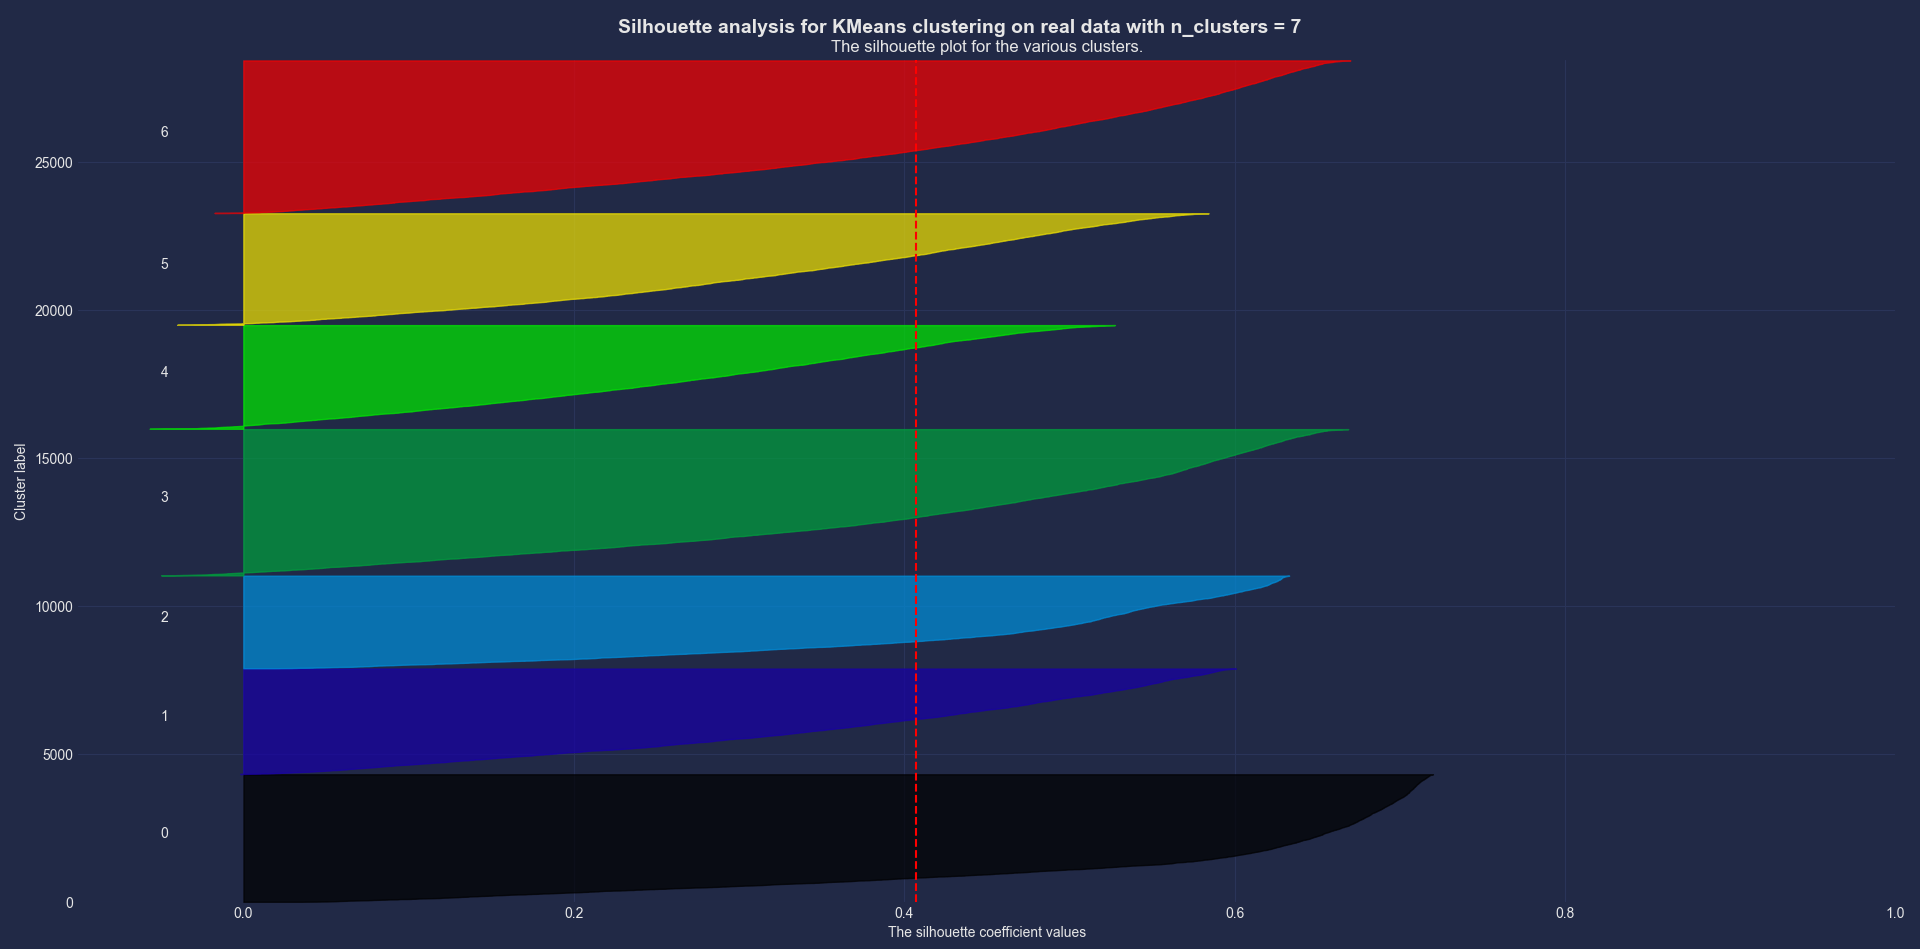 Silhouette analysis for KMeans clustering on real data with n_clusters = 7
The silhouette plot for the various clusters.
6
25000
5
20000
4
15000
3
Cluster label
10000
2
1
5000
0
0
0.0 0.2 0.4 0.6 0.8 1.0
The silhouette coefficient values